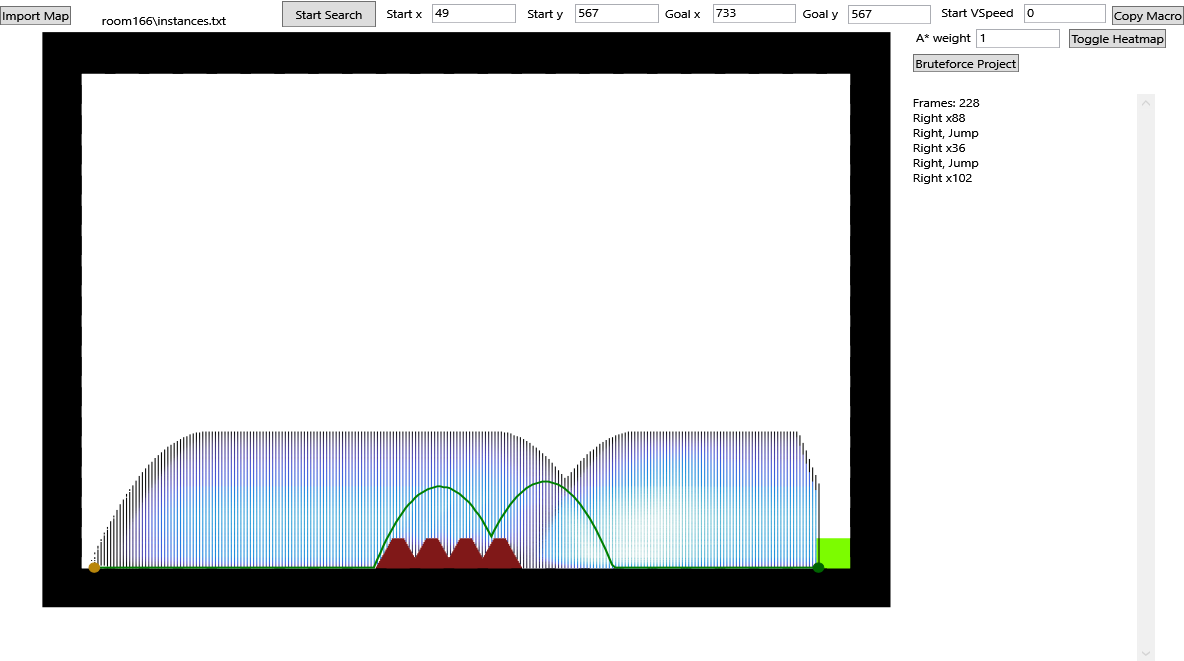 Import Map
room166\instances.txt
Start Search
Start x 49
Start y 567
Goal x 733
Goal y 567
Start VSpeed 0
Copy Macro
A* weight 1
Toggle Heatmap
Bruteforce Project
Frames: 228
Right x88
Right, Jump
Right x36
Right, Jump
Right x102